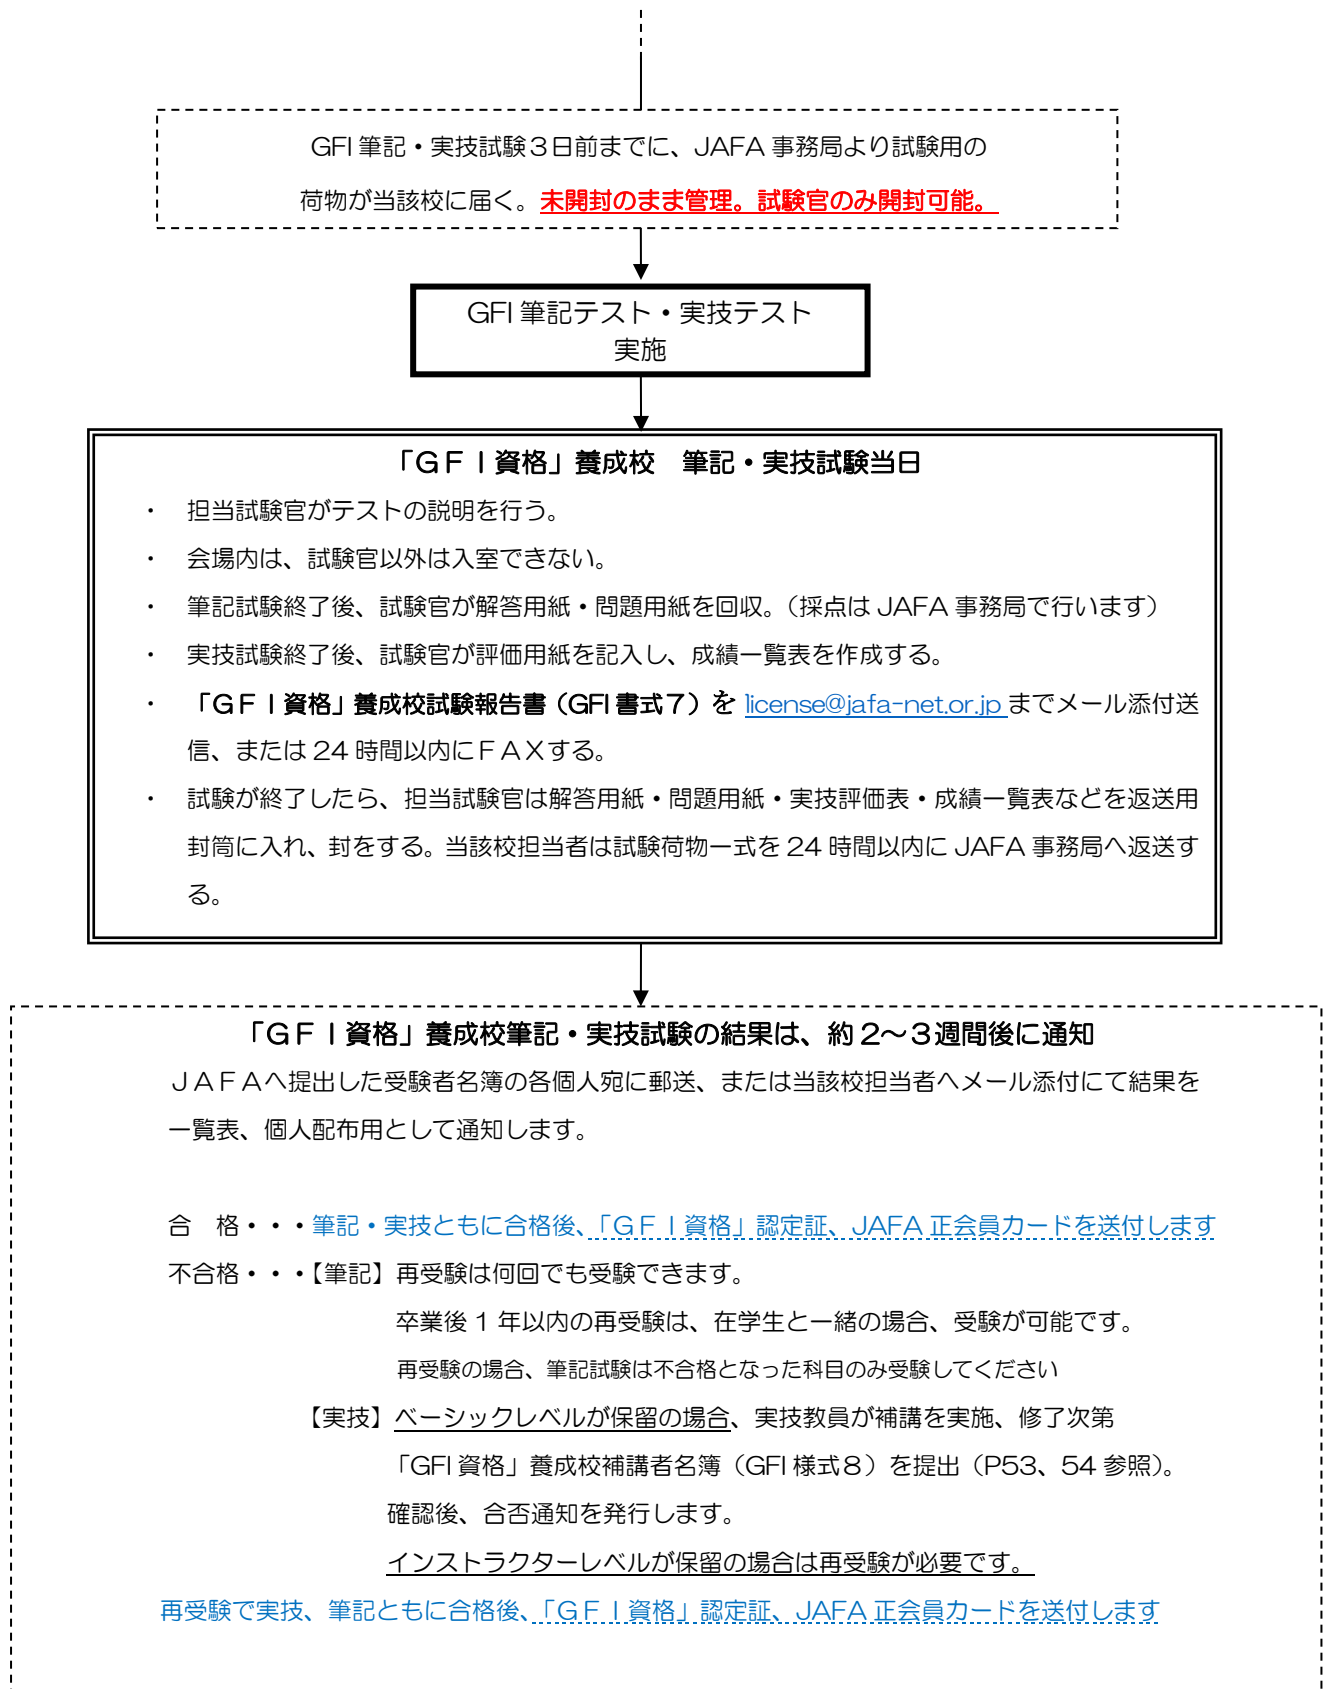 GFI 筆記・実技試験３日前までに、JAFA 事務局より試験用の
荷物が当該校に届く。未開封のまま管理。試験官のみ開封可能。
GFI 筆記テスト・実技テスト
実施
「ＧＦＩ資格」養成校　筆記・実技試験当日
・ 担当試験官がテストの説明を行う。
・ 会場内は、試験官以外は入室できない。
・ 筆記試験終了後、試験官が解答用紙・問題用紙を回収。（採点は JAFA 事務局で行います）
・ 実技試験終了後、試験官が評価用紙を記入し、成績一覧表を作成する。
・ 「ＧＦＩ資格」養成校試験報告書（GFI 書式７）を license@jafa-net.or.jp までメール添付送
信、または 24 時間以内にＦＡＸする。
・ 試験が終了したら、担当試験官は解答用紙・問題用紙・実技評価表・成績一覧表などを返送用
封筒に入れ、封をする。当該校担当者は試験荷物一式を 24 時間以内に JAFA 事務局へ返送す
る。
「ＧＦＩ資格」養成校筆記・実技試験の結果は、約２～３週間後に通知
ＪＡＦＡへ提出した受験者名簿の各個人宛に郵送、または当該校担当者へメール添付にて結果を
一覧表、個人配布用として通知します。
合　格・・・筆記・実技ともに合格後、「ＧＦＩ資格」認定証、JAFA 正会員カードを送付します
不合格・・・【筆記】再受験は何回でも受験できます。
卒業後 1 年以内の再受験は、在学生と一緒の場合、受験が可能です。
再受験の場合、筆記試験は不合格となった科目のみ受験してください
【実技】ベーシックレベルが保留の場合、実技教員が補講を実施、修了次第
「GFI 資格」養成校補講者名簿（GFI 様式８）を提出（P53、54 参照）。
確認後、合否通知を発行します。
インストラクターレベルが保留の場合は再受験が必要です。
再受験で実技、筆記ともに合格後、「ＧＦＩ資格」認定証、JAFA 正会員カードを送付します